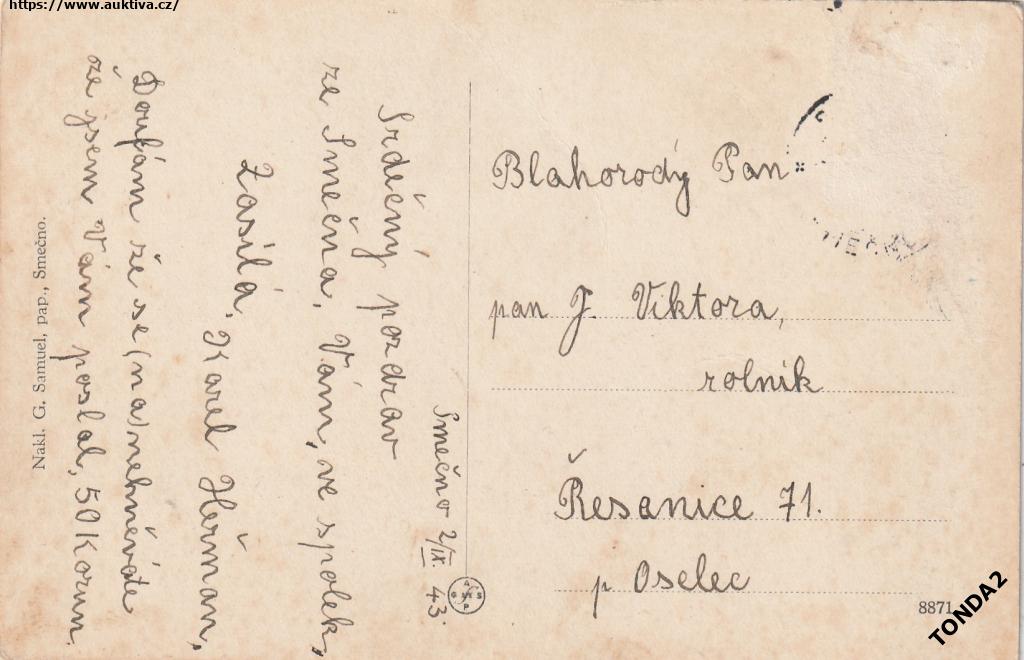 https://www.auktiva.cz/
Smečno 2/IX. 43.
Srdečný pozdrav
ze Smečna, Vám, ve spolek,
Zasílá,
Karel Heřman,
Doufám že se (na) nehněváte
že jsem Vám poslal, 50 Korun.
Nakl. G. Samuel, pap., Smečno.
Blahorodý Pan
pan J. Viktora,
rolník
Řesanice 71.
p Oselec
8871
TONDA2